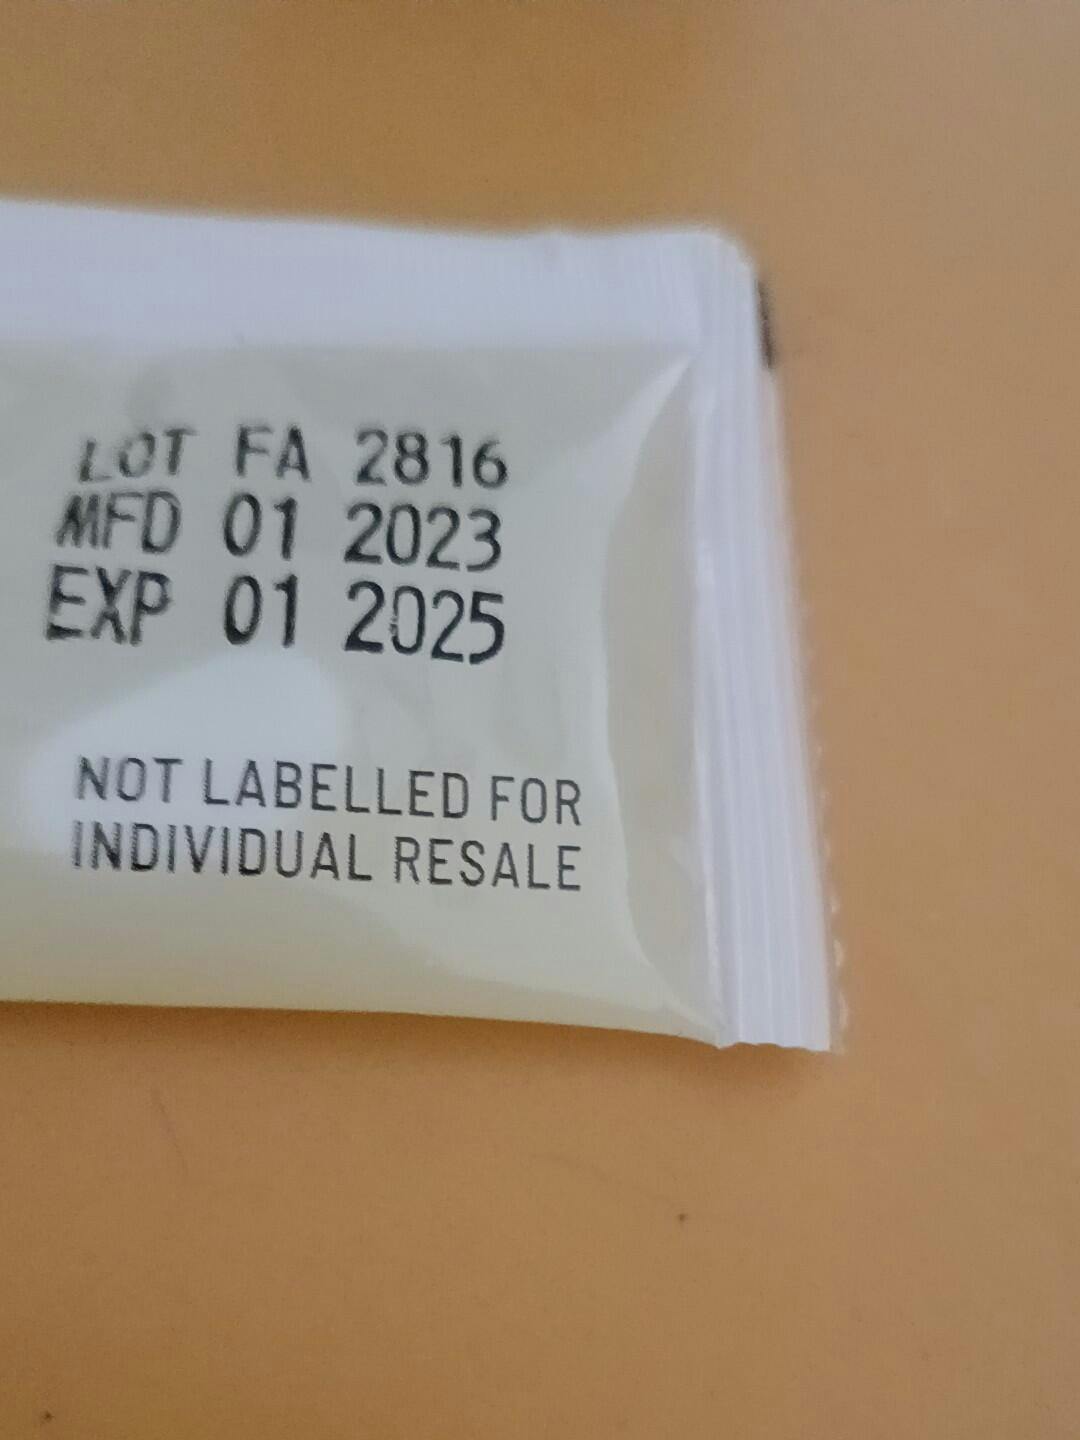 LOT FA 2816
MFD 01 2023
EXP 01 2025
NOT LABELLED FOR
INDIVIDUAL RESALE